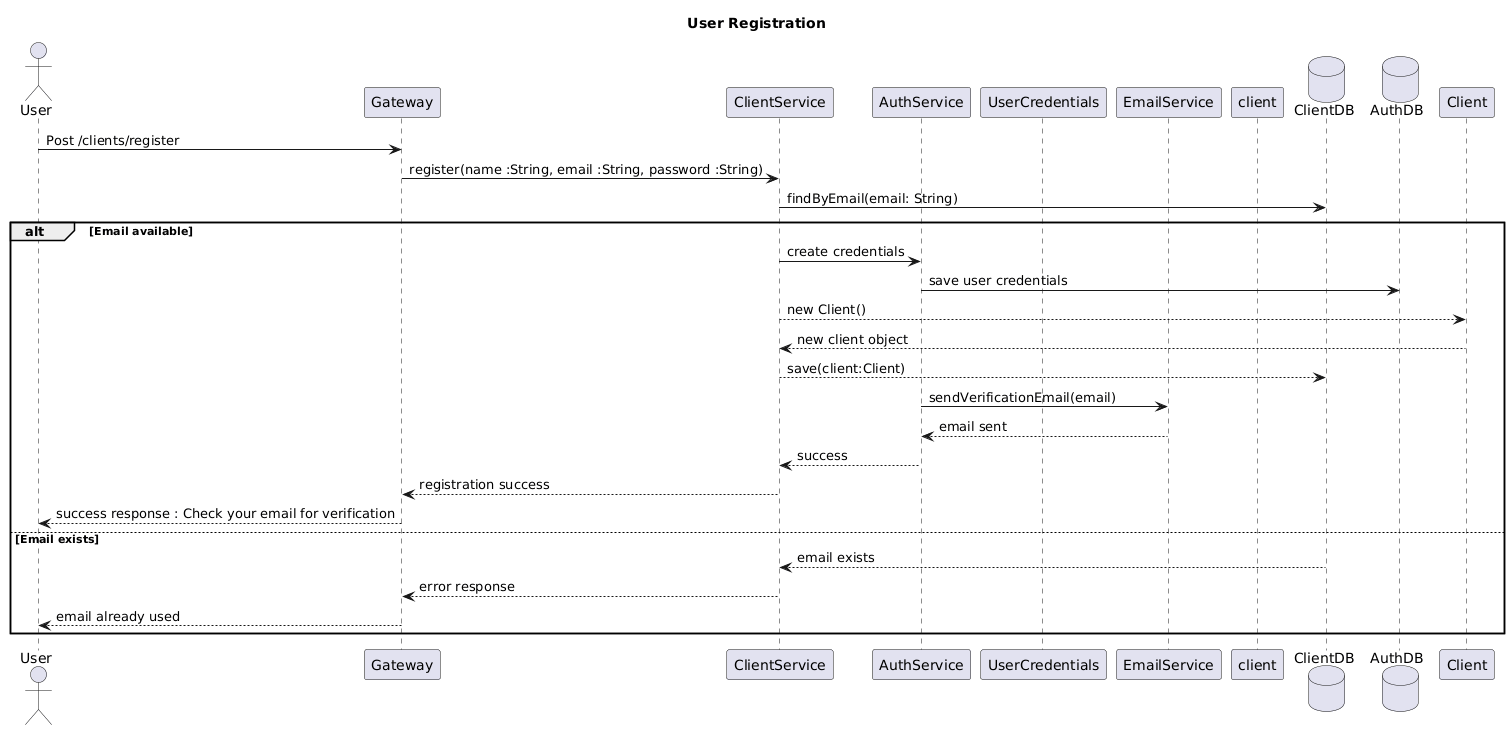 User Registration
User
Gateway
ClientService
AuthService
UserCredentials
EmailService
client
ClientDB
AuthDB
Client
Post /clients/register
register(name :String, email :String, password :String)
findByEmail(email: String)
alt
[Email available]
create credentials
save user credentials
new Client()
new client object
save(client:Client)
sendVerificationEmail(email)
email sent
success
registration success
success response : Check your email for verification
[Email exists]
email exists
error response
email already used
User
Gateway
ClientService
AuthService
UserCredentials
EmailService
client
ClientDB
AuthDB
Client